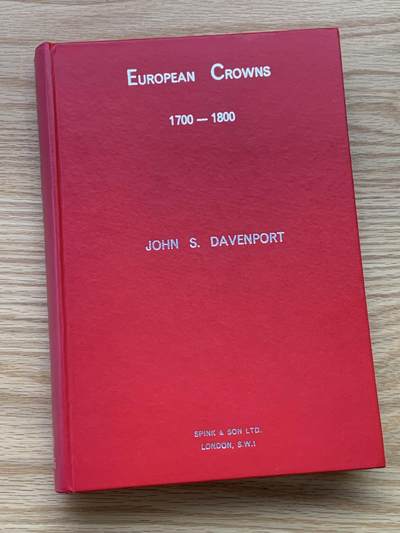 EUROPEAN CROWNS
1700 — 1800
JOHN S. DAVENPORT
SPINK & SON LTD.
LONDON, S.W.1